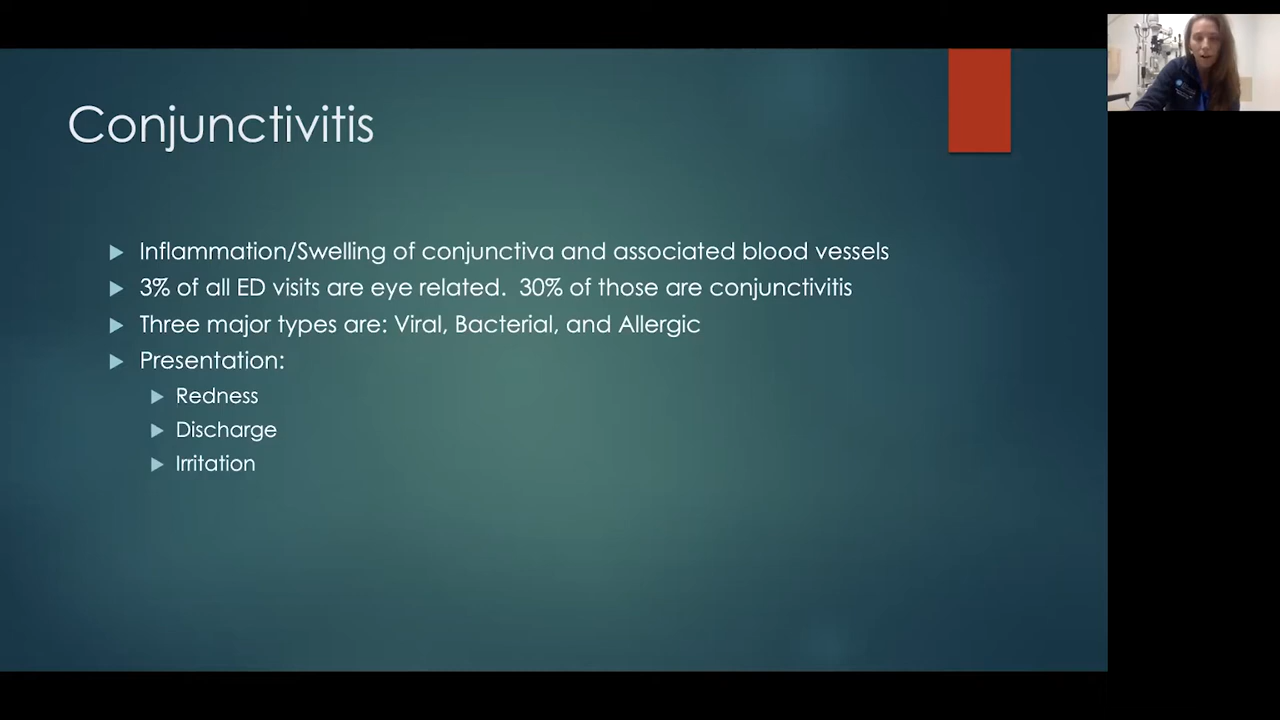 Conjunctivitis
Inflammation/Swelling of conjunctiva and associated blood vessels
3% of all ED visits are eye related.  30% of those are conjunctivitis
Three major types are: Viral, Bacterial, and Allergic
Presentation:
Redness
Discharge
Irritation